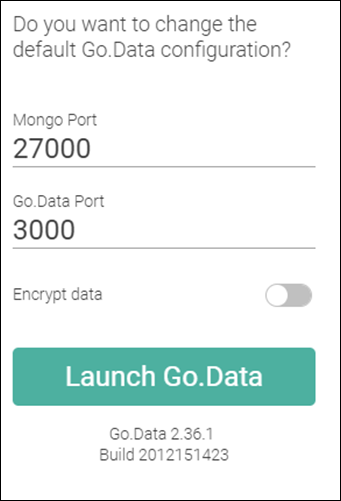 Do you want to change the
default Go.Data configuration?
Mongo Port
27000
Go.Data Port
3000
Encrypt data
Launch Go.Data
Go.Data 2.36.1
Build 2012151423